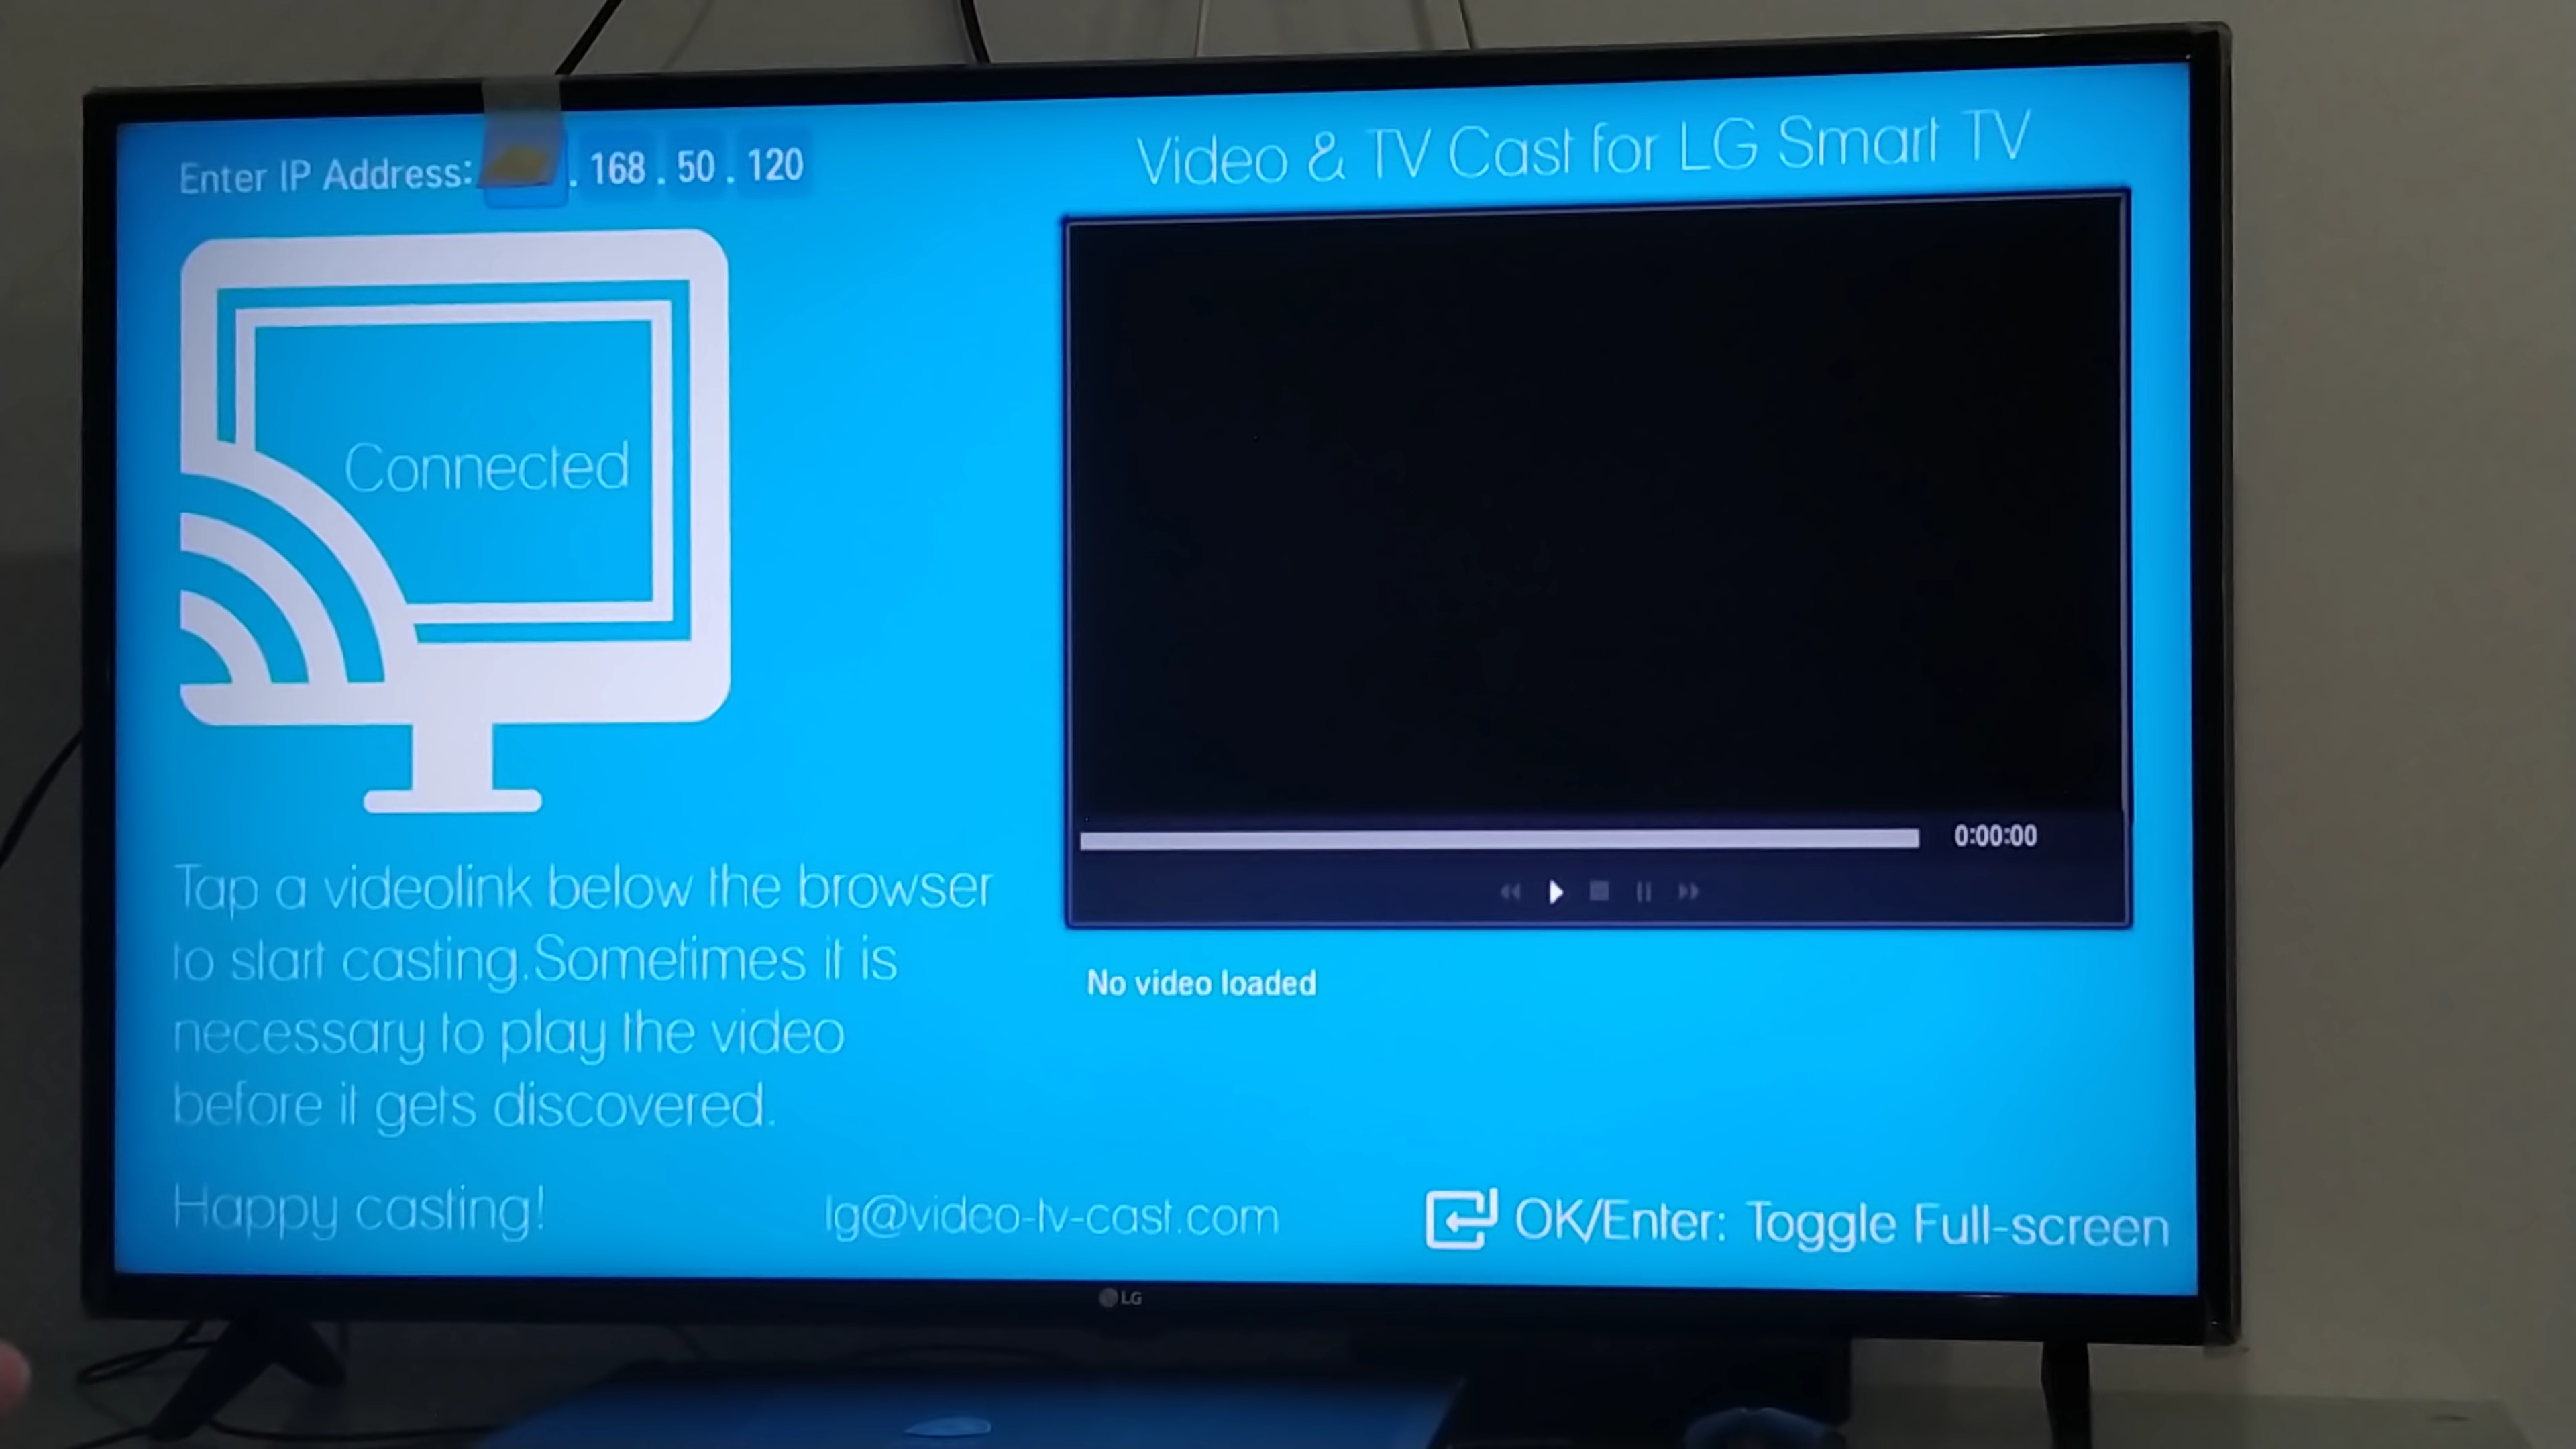 Enter IP Address: . 168 . 50 . 120
Video & TV Cast for LG Smart TV
Connected
0:00:00
No video loaded
Tap a videolink below the browser
to start casting.Sometimes it is
necessary to play the video
before it gets discovered.
Happy casting!
lg@video-tv-cast.com
OK/Enter: Toggle Full-screen
LG